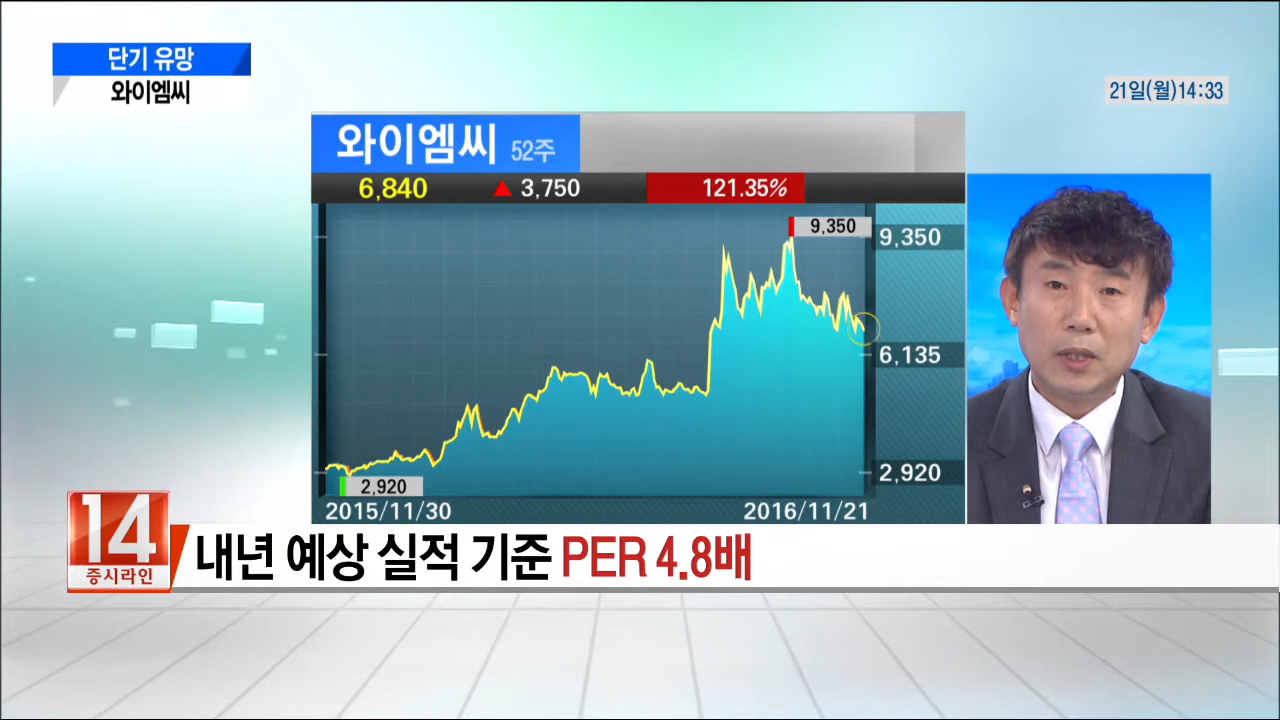 단기 유망
와이엠씨
21일(월)14:33
와이엠씨 52주
6,840 ▲ 3,750 121.35%
9,350
9,350
6,135
2,920
2,920
2015/11/30 2016/11/21
14
증시라인
내년 예상 실적 기준 PER 4.8배